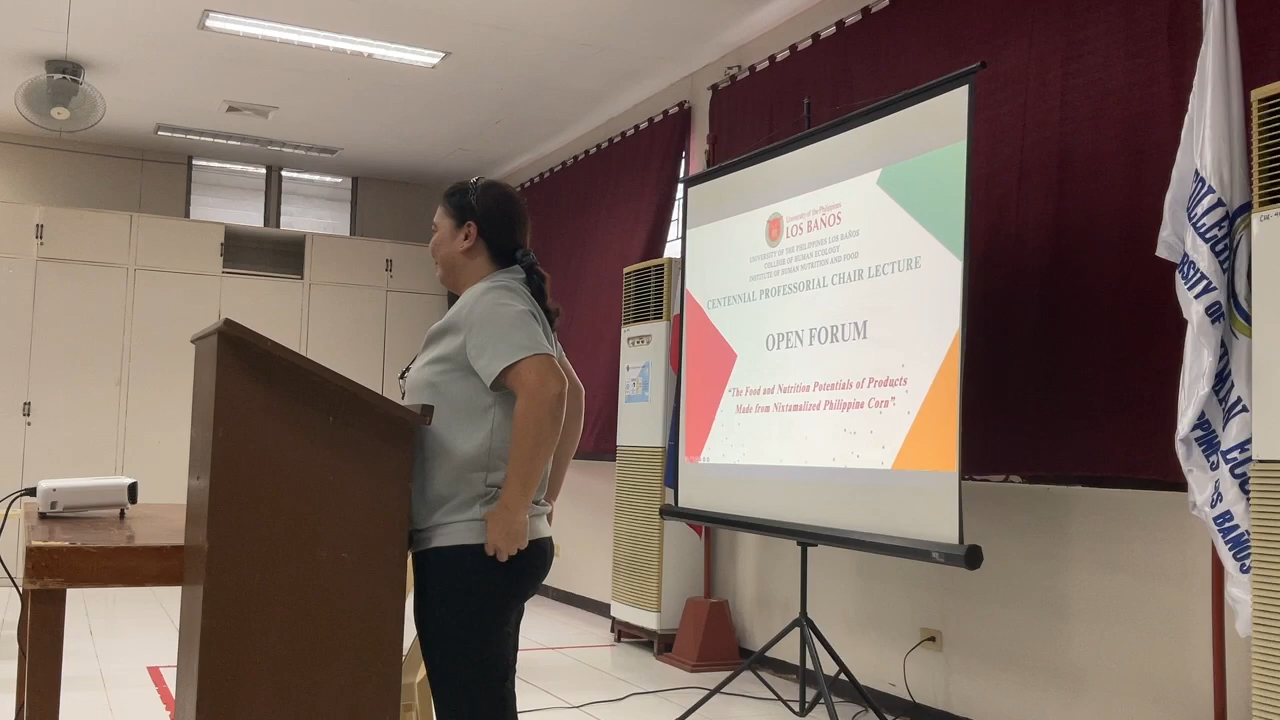 University of the Philippines
LOS BAÑOS
UNIVERSITY OF THE PHILIPPINES LOS BAÑOS
COLLEGE OF HUMAN ECOLOGY
INSTITUTE OF HUMAN NUTRITION AND FOOD
CENTENNIAL PROFESSORIAL CHAIR LECTURE
OPEN FORUM
"The Food and Nutrition Potentials of Products
Made from Nixtamalized Philippine Corn".
COLLEGE
OF